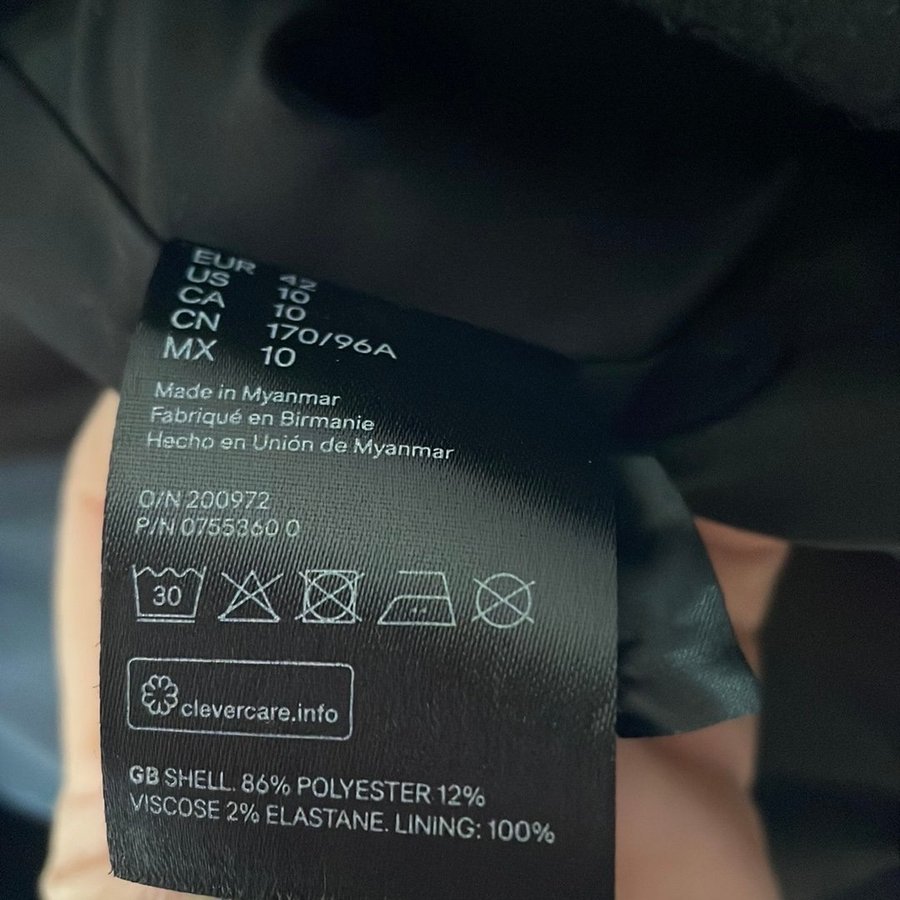 EUR 42
US 10
CA 10
CN 170/96A
MX 10
Made in Myanmar
Fabriqué en Birmanie
Hecho en Unión de Myanmar
O/N 200972
P/N 0755360 0
30
clevercare.info
GB SHELL. 86% POLYESTER 12%
VISCOSE 2% ELASTANE. LINING: 100%